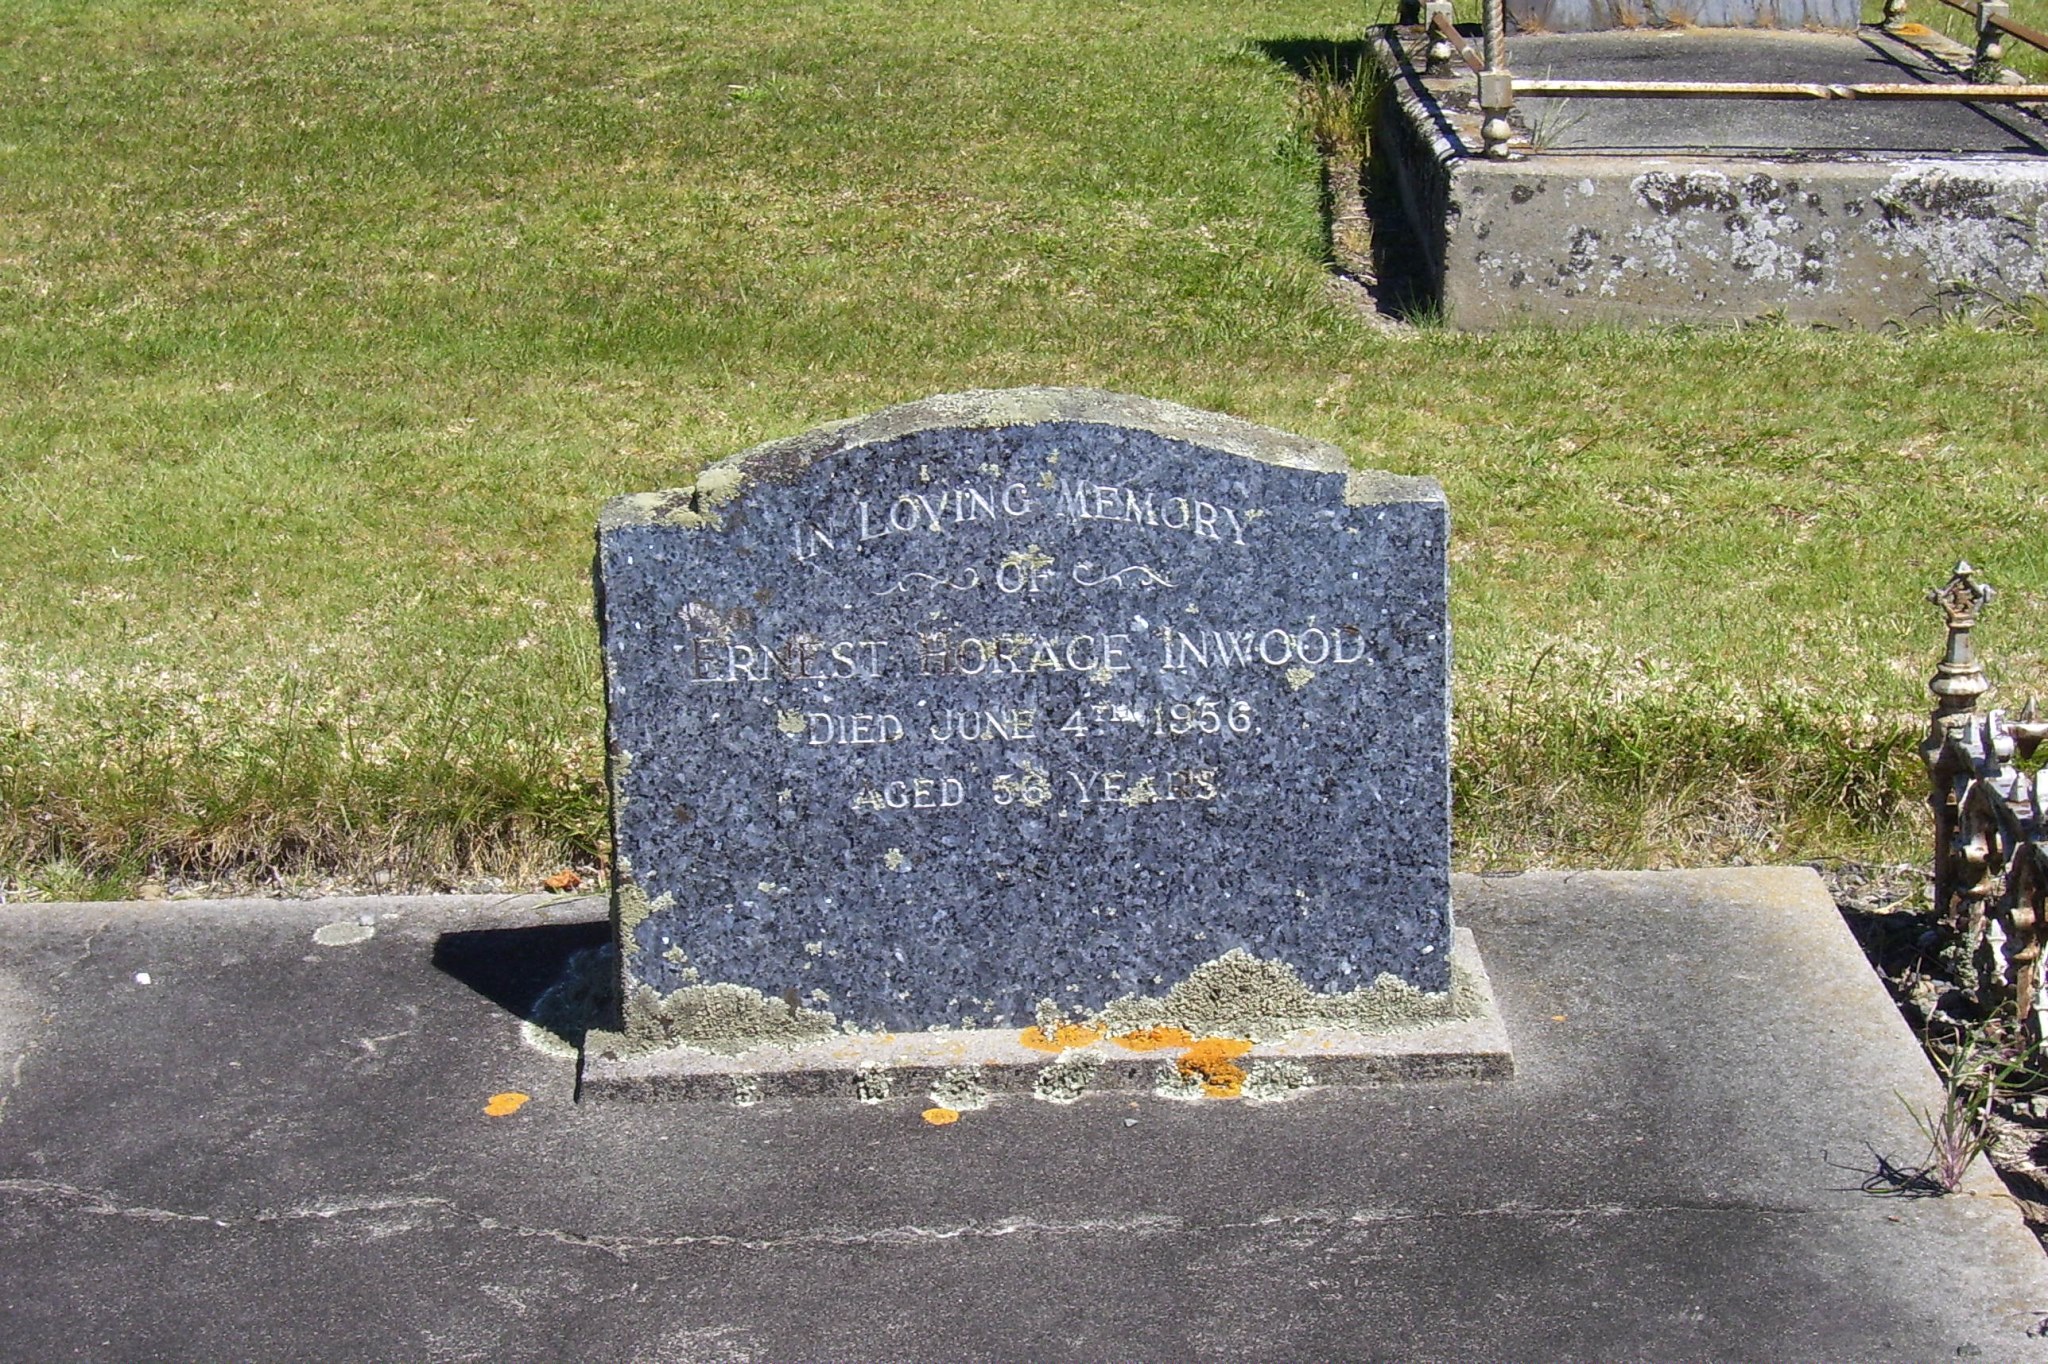 IN LOVING MEMORY
OF
ERNEST HORACE INWOOD.
DIED JUNE 4TH 1956.
AGED 56 YEARS.